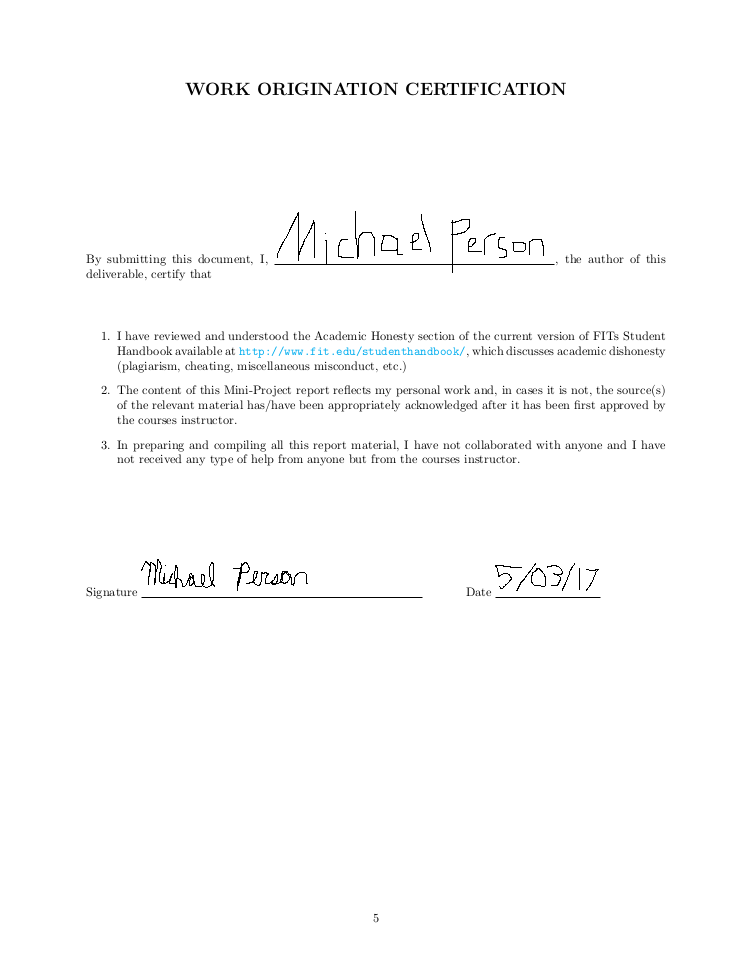 WORK ORIGINATION CERTIFICATION
By submitting this document, I, Michael Person, the author of this
deliverable, certify that
1. I have reviewed and understood the Academic Honesty section of the current version of FITs Student
Handbook available at http://www.fit.edu/studenthandbook/, which discusses academic dishonesty
(plagiarism, cheating, miscellaneous misconduct, etc.)
2. The content of this Mini-Project report reflects my personal work and, in cases it is not, the source(s)
of the relevant material has/have been appropriately acknowledged after it has been first approved by
the courses instructor.
3. In preparing and compiling all this report material, I have not collaborated with anyone and I have
not received any type of help from anyone but from the courses instructor.
Signature Michael Person Date 5/03/17
5